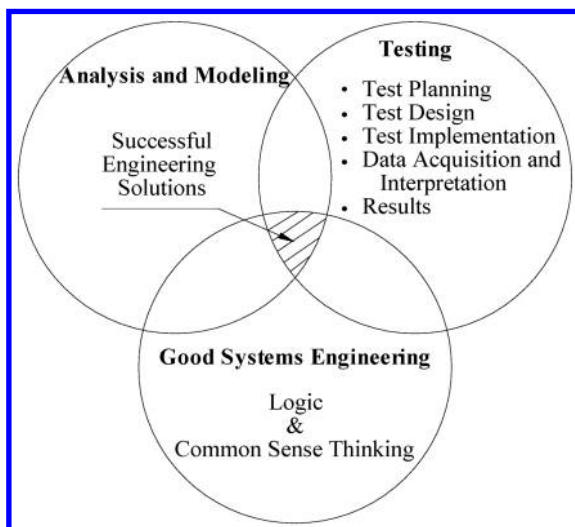 Analysis and Modeling
Successful
Engineering
Solutions
Testing
• Test Planning
• Test Design
• Test Implementation
• Data Acquisition and
Interpretation
• Results
Good Systems Engineering
Logic
&
Common Sense Thinking